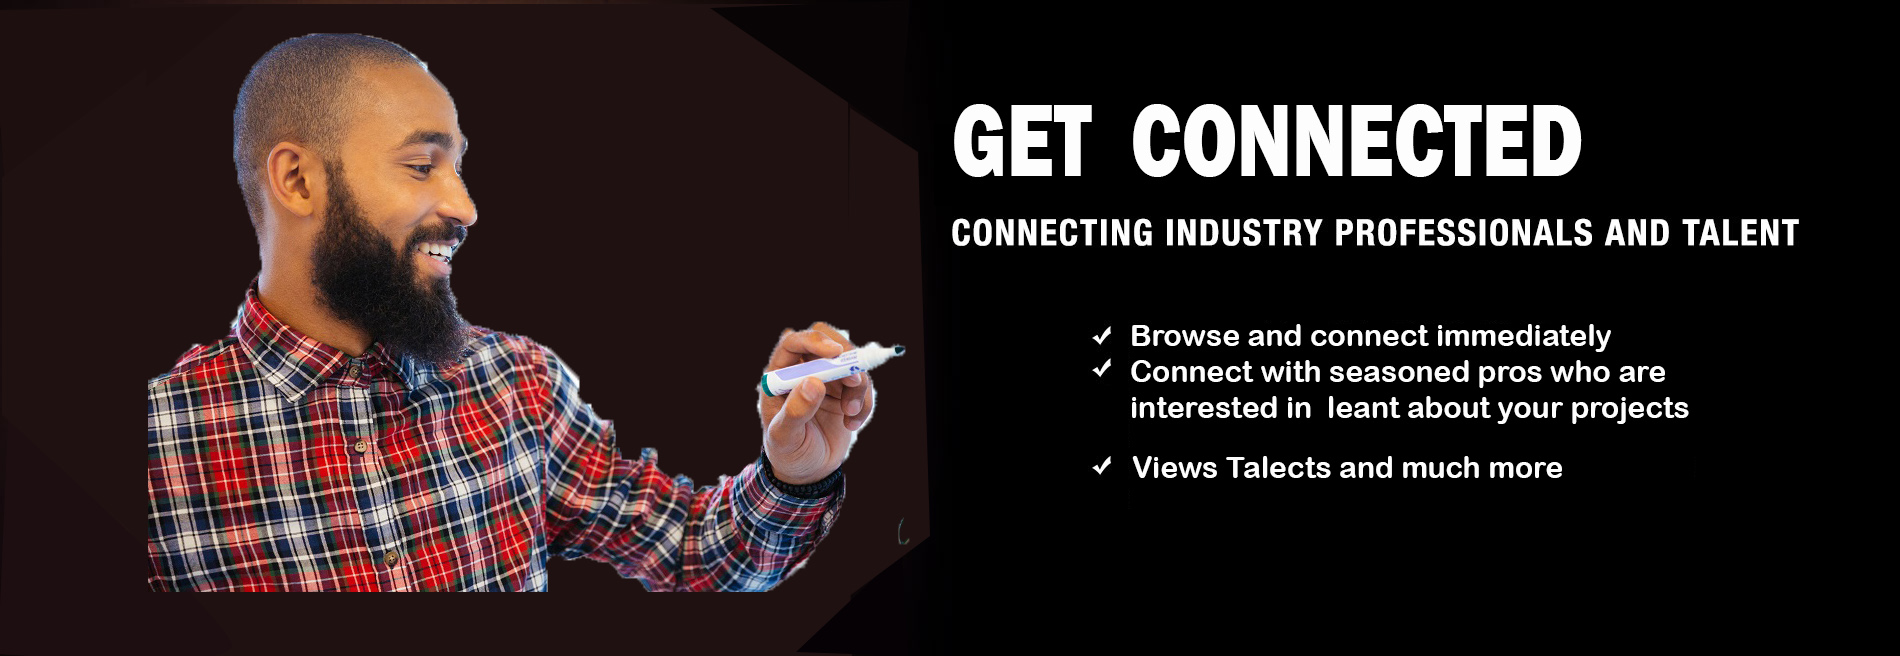 GET CONNECTED
CONNECTING INDUSTRY PROFESSIONALS AND TALENT
Browse and connect immediately
Connect with seasoned pros who are
interested in leant about your projects
Views Talects and much more